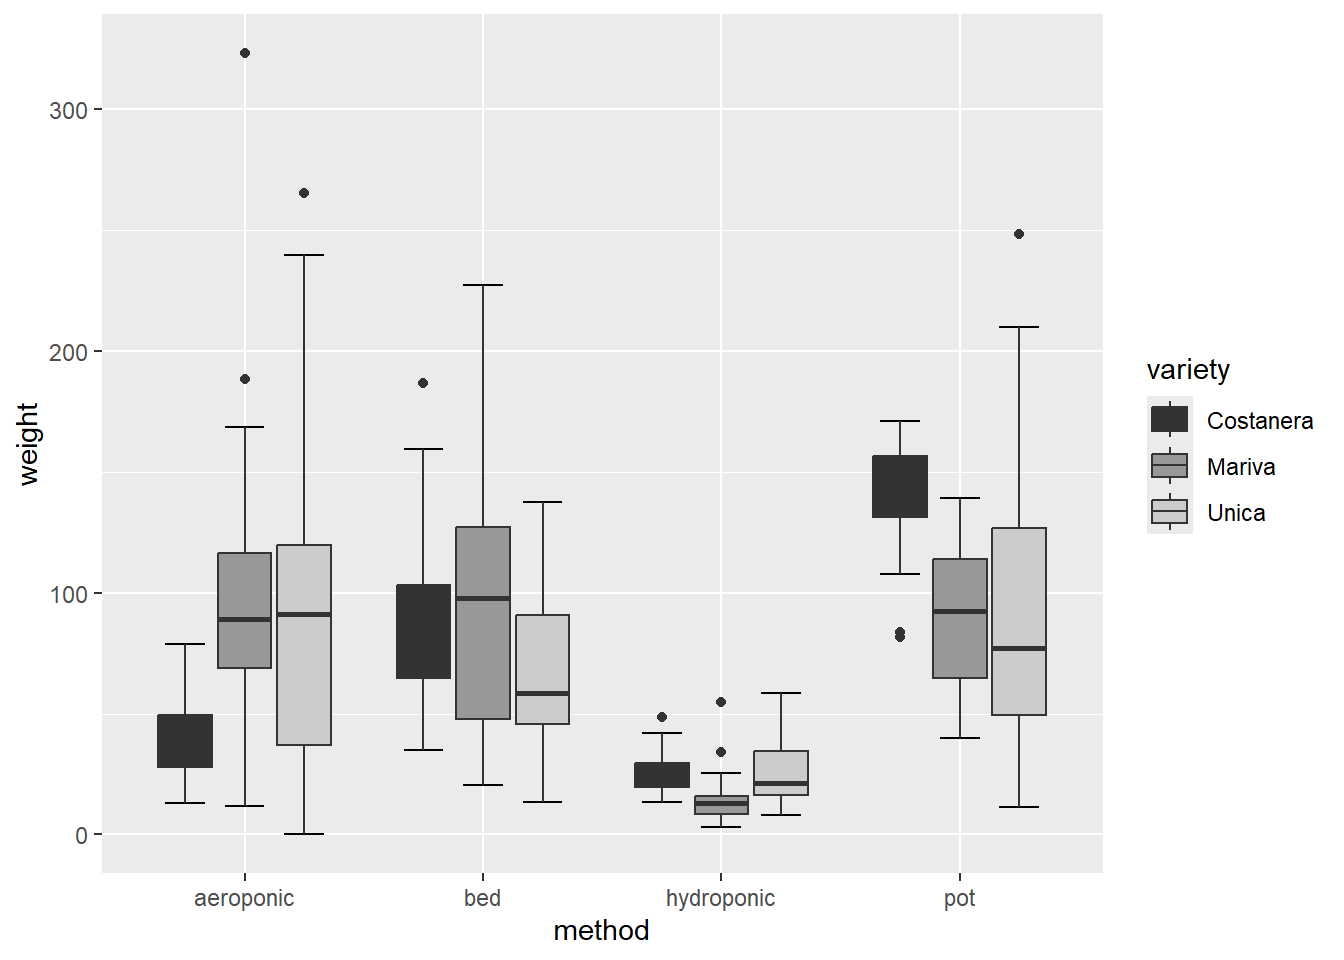 300
200
100
0
weight
aeroponic bed hydroponic pot
method
variety
Costanera
Mariva
Unica